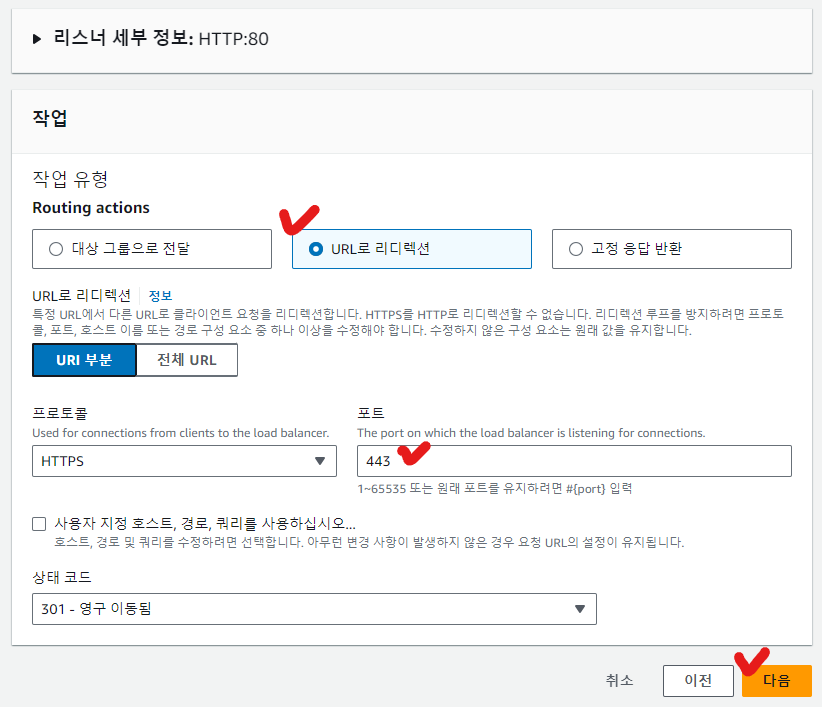 리스너 세부 정보: HTTP:80
작업
작업 유형
Routing actions
대상 그룹으로 전달
URL로 리디렉션
고정 응답 반환
URL로 리디렉션 정보
특정 URL에서 다른 URL로 클라이언트 요청을 리디렉션합니다. HTTPS를 HTTP로 리디렉션할 수 없습니다. 리디렉션 루프를 방지하려면 프로토
콜, 포트, 호스트 이름 또는 경로 구성 요소 중 하나 이상을 수정해야 합니다. 수정하지 않은 구성 요소는 원래 값을 유지합니다.
URI 부분
전체 URL
프로토콜
Used for connections from clients to the load balancer.
HTTPS
포트
The port on which the load balancer is listening for connections.
443
1~65535 또는 원래 포트를 유지하려면 #{port} 입력
사용자 지정 호스트, 경로, 쿼리를 사용하십시오...
호스트, 경로 및 쿼리를 수정하려면 선택합니다. 아무런 변경 사항이 발생하지 않은 경우 요청 URL의 설정이 유지됩니다.
상태 코드
301 - 영구 이동됨
취소
이전
다음